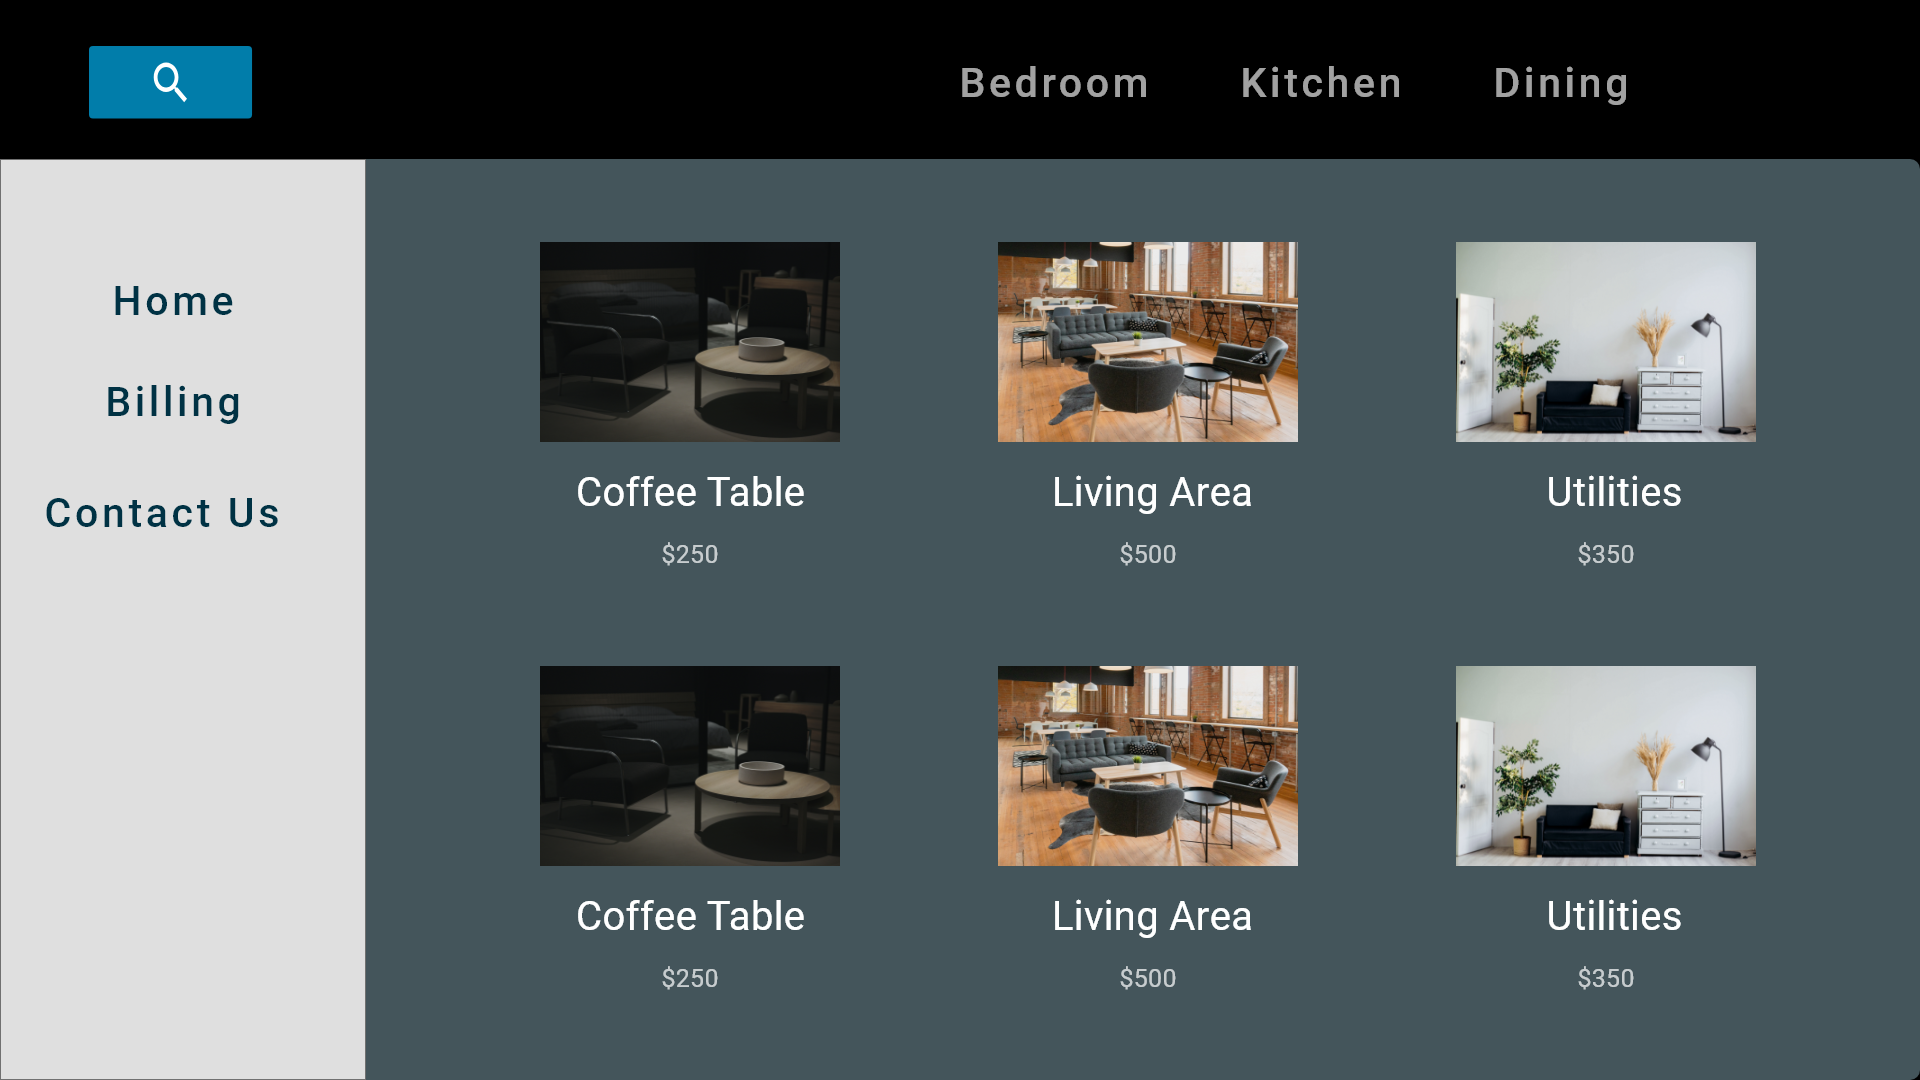 Bedroom Kitchen Dining
Home
Billing
Contact Us
Coffee Table Living Area Utilities
$250 $500 $350
Coffee Table Living Area Utilities
$250 $500 $350